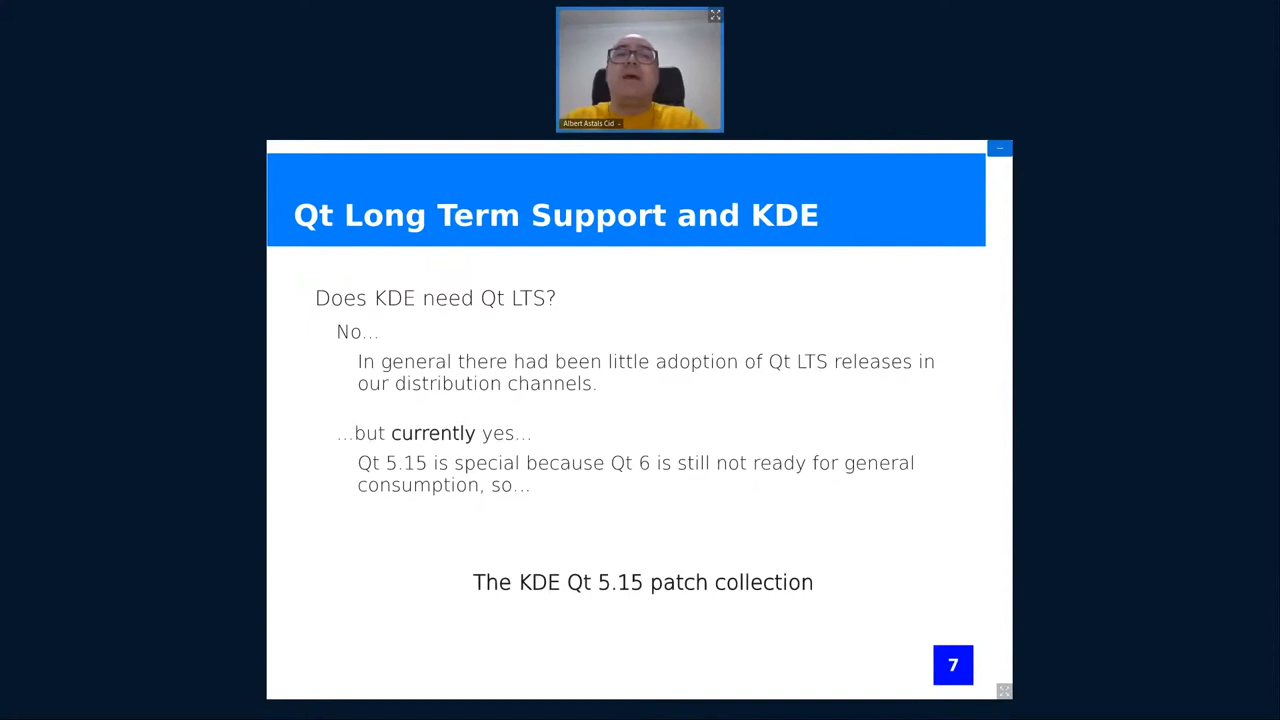 Albert Astals Cid -
Qt Long Term Support and KDE
Does KDE need Qt LTS?
No...
In general there had been little adoption of Qt LTS releases in
our distribution channels.
...but currently yes...
Qt 5.15 is special because Qt 6 is still not ready for general
consumption, so...
The KDE Qt 5.15 patch collection
7